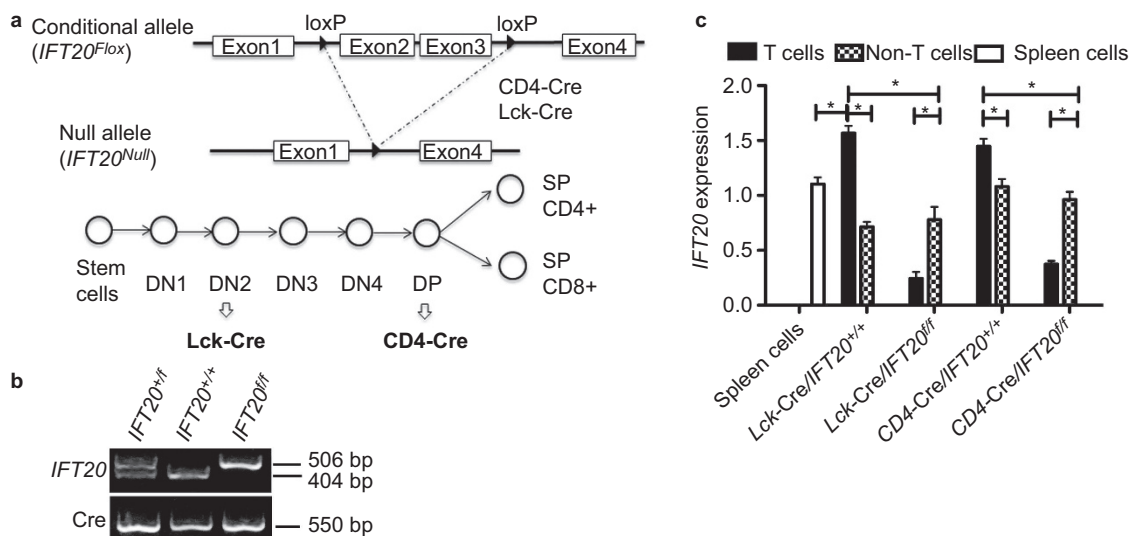 a
Conditional allele
(IFT20Flox)
loxP
loxP
Exon1
Exon2
Exon3
Exon4
CD4-Cre
Lck-Cre
Null allele
(IFT20Null)
Exon1
Exon4
SP
CD4+
Stem
cells
DN1
DN2
DN3
DN4
DP
SP
CD8+
Lck-Cre
CD4-Cre
b
IFT20+/f
IFT20+/+
IFT20f/f
IFT20
506 bp
404 bp
Cre
550 bp
c
T cells
Non-T cells
Spleen cells
IFT20 expression
2.0
1.5
1.0
0.5
0.0
*
*
*
*
*
*
*
Spleen cells
Lck-Cre/IFT20+/+
Lck-Cre/IFT20f/f
CD4-Cre/IFT20+/+
CD4-Cre/IFT20f/f